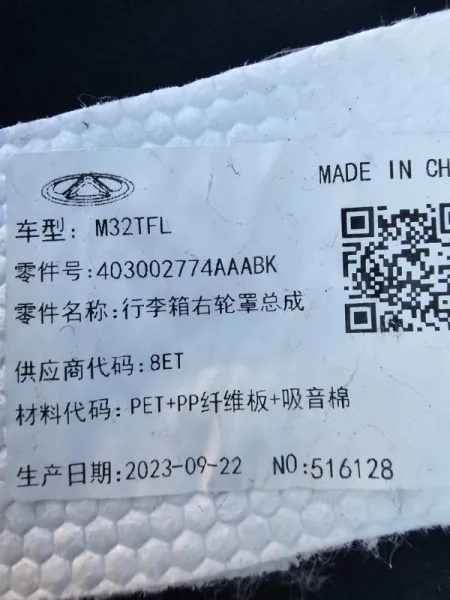 MADE IN CH
车型: M32TFL
零件号:403002774AAABK
零件名称:行李箱右轮罩总成
供应商代码:8ET
材料代码: PET+PP纤维板+吸音棉
生产日期:2023-09-22 NO:516128